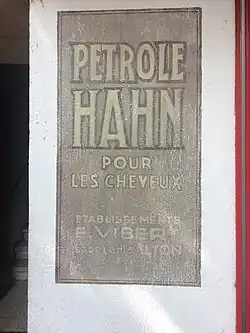 PETROLE
HAHN
POUR
LES CHEVEUX
ETABLISSEMENTS
F. VIBERT
LYON